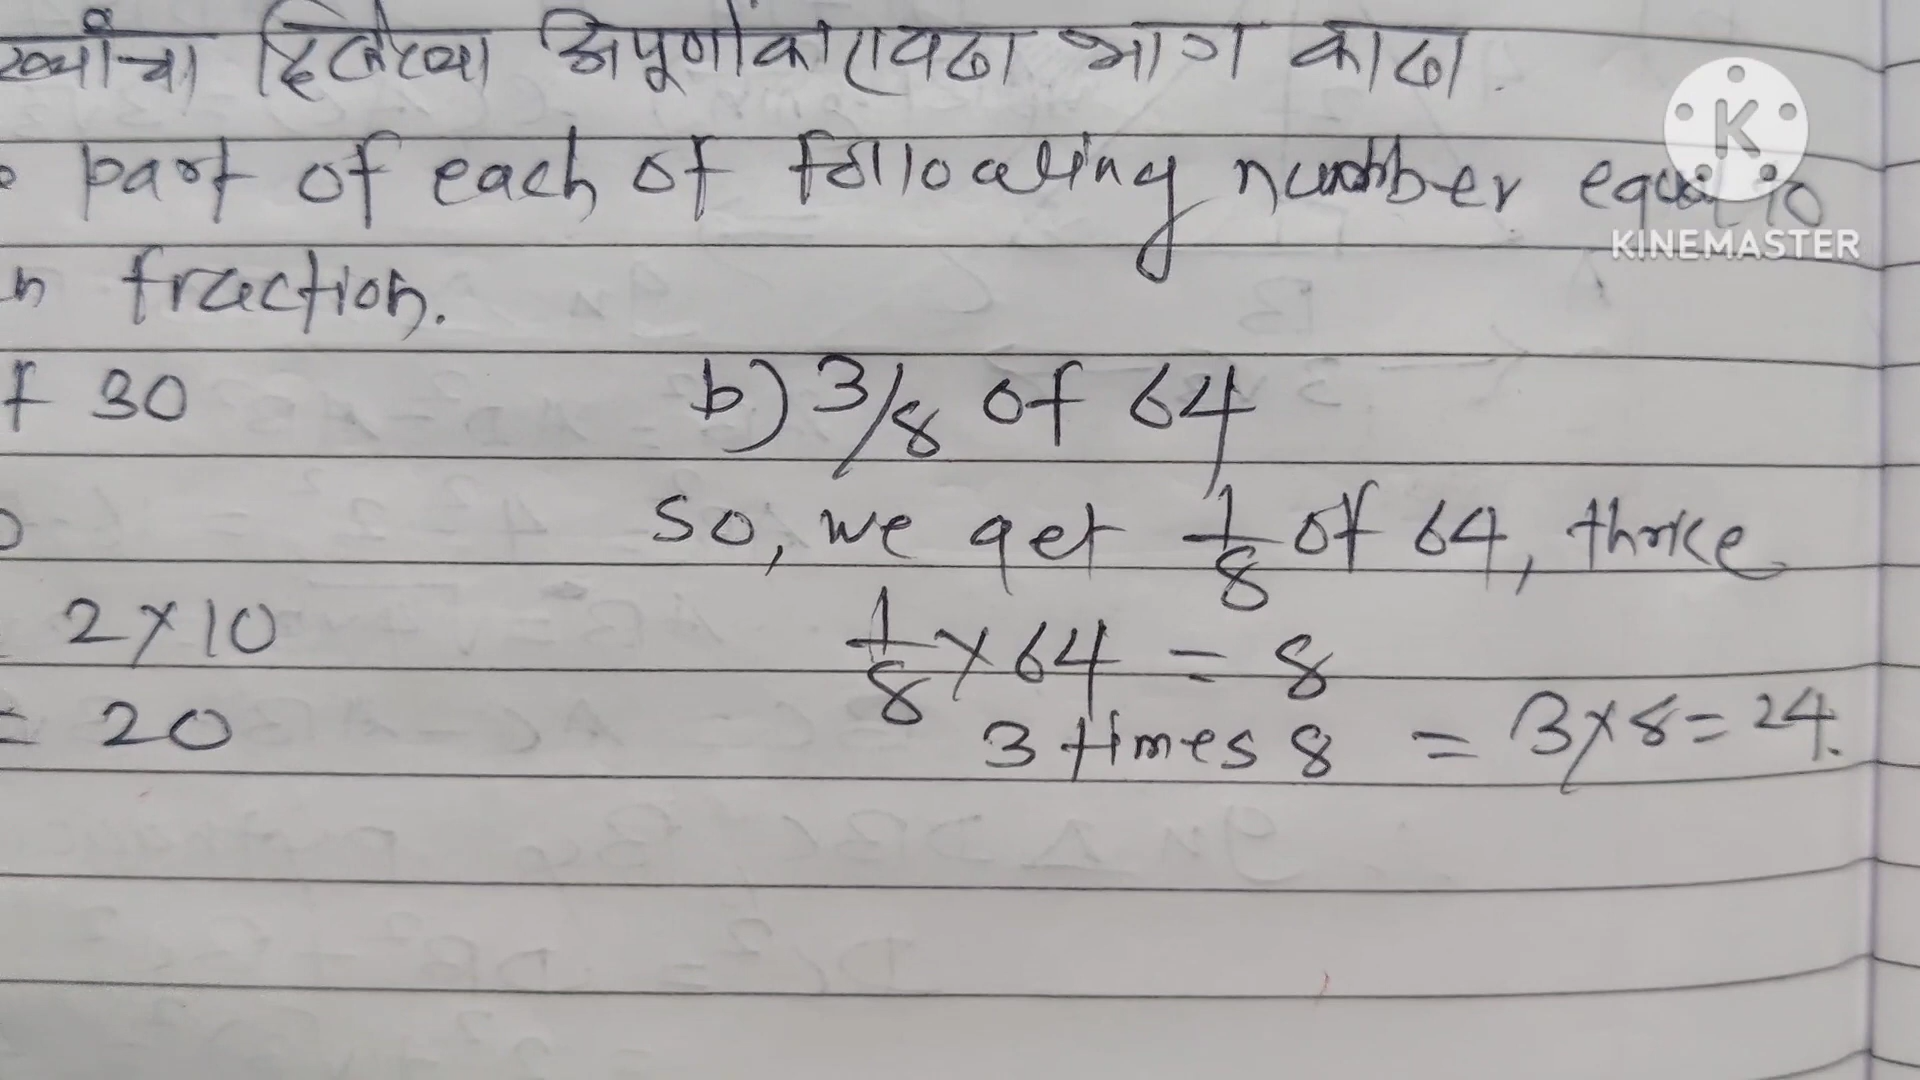 दिलेल्या अपूर्णांकाएवढा भाग काढा.
part of each of following number equal to
fraction.
f 30
b) 3/8 of 64
so, we get 1/8 of 64, thrice
2 × 10
1/8 × 64 = 8
= 20
3 times 8 = 3 × 8 = 24.
K
KINEMASTER